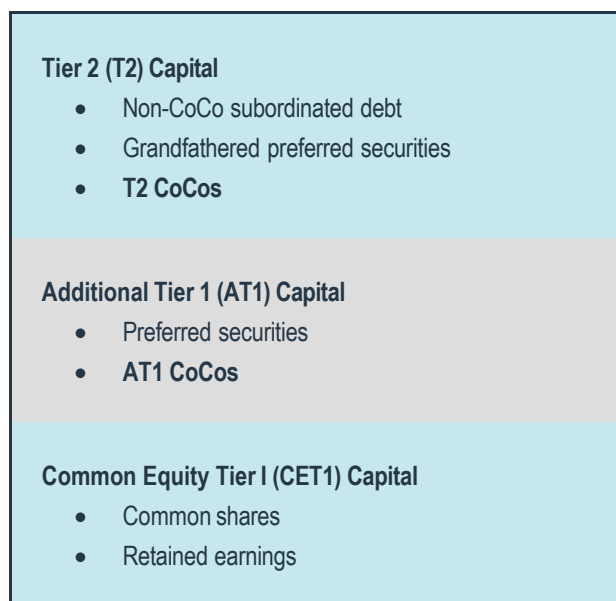 Tier 2 (T2) Capital
• Non-CoCo subordinated debt
• Grandfathered preferred securities
• T2 CoCos
Additional Tier 1 (AT1) Capital
• Preferred securities
• AT1 CoCos
Common Equity Tier I (CET1) Capital
• Common shares
• Retained earnings